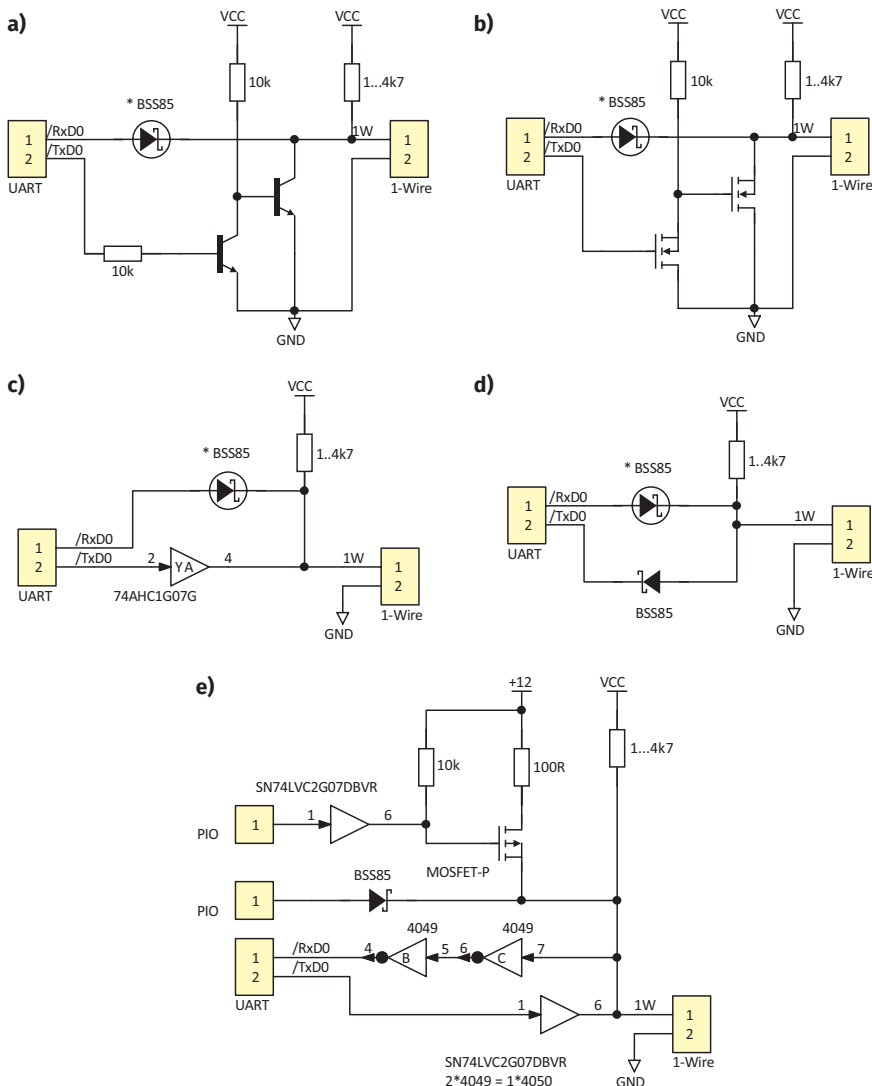 a)
VCC
VCC
10k
1...4k7
* BSS85
/RxD0
/TxD0
1
2
UART
1W
1
2
1-Wire
10k
GND
b)
VCC
VCC
10k
1..4k7
* BSS85
/RxD0
/TxD0
1
2
UART
1W
1
2
1-Wire
GND
c)
VCC
1..4k7
* BSS85
/RxD0
/TxD0
1
2
UART
2
YA
4
74AHC1G07G
1W
1
2
1-Wire
GND
d)
VCC
1..4k7
* BSS85
/RxD0
/TxD0
1
2
UART
1W
1
2
1-Wire
BSS85
GND
e)
+12
VCC
10k
100R
1...4k7
SN74LVC2G07DBVR
PIO
1
1
6
MOSFET-P
BSS85
PIO
1
4049
4049
/RxD0
/TxD0
1
2
UART
4
B
5
6
C
7
1
6
1W
1
2
1-Wire
GND
SN74LVC2G07DBVR
2*4049 = 1*4050